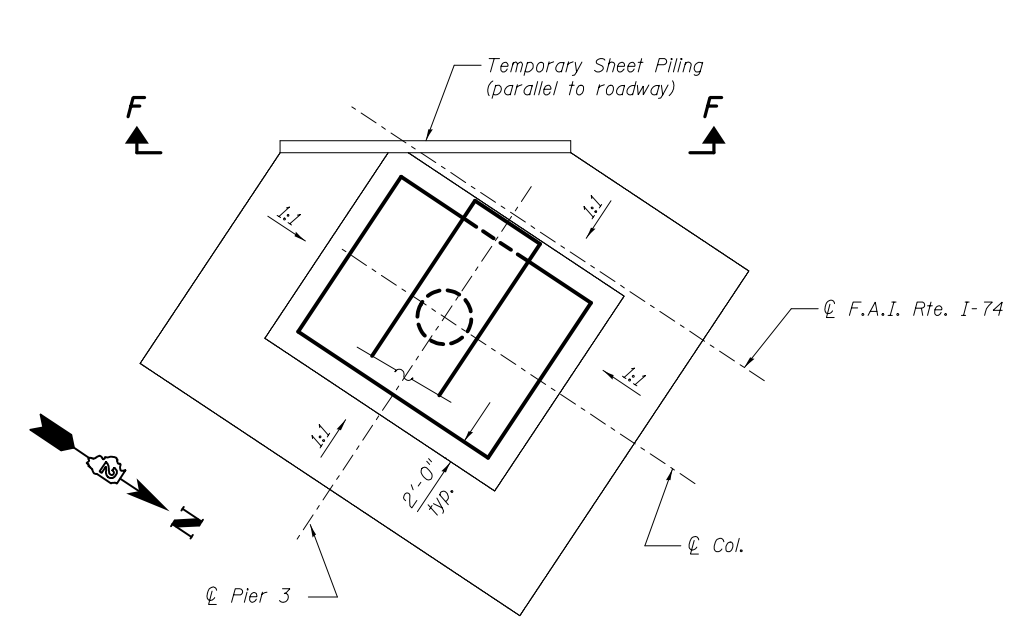 Temporary Sheet Piling
(parallel to roadway)
F
F
1:1
1:1
℄ F.A.I. Rte. I-74
1:1
1:1
2'-0"
typ.
N
℄ Col.
℄ Pier 3